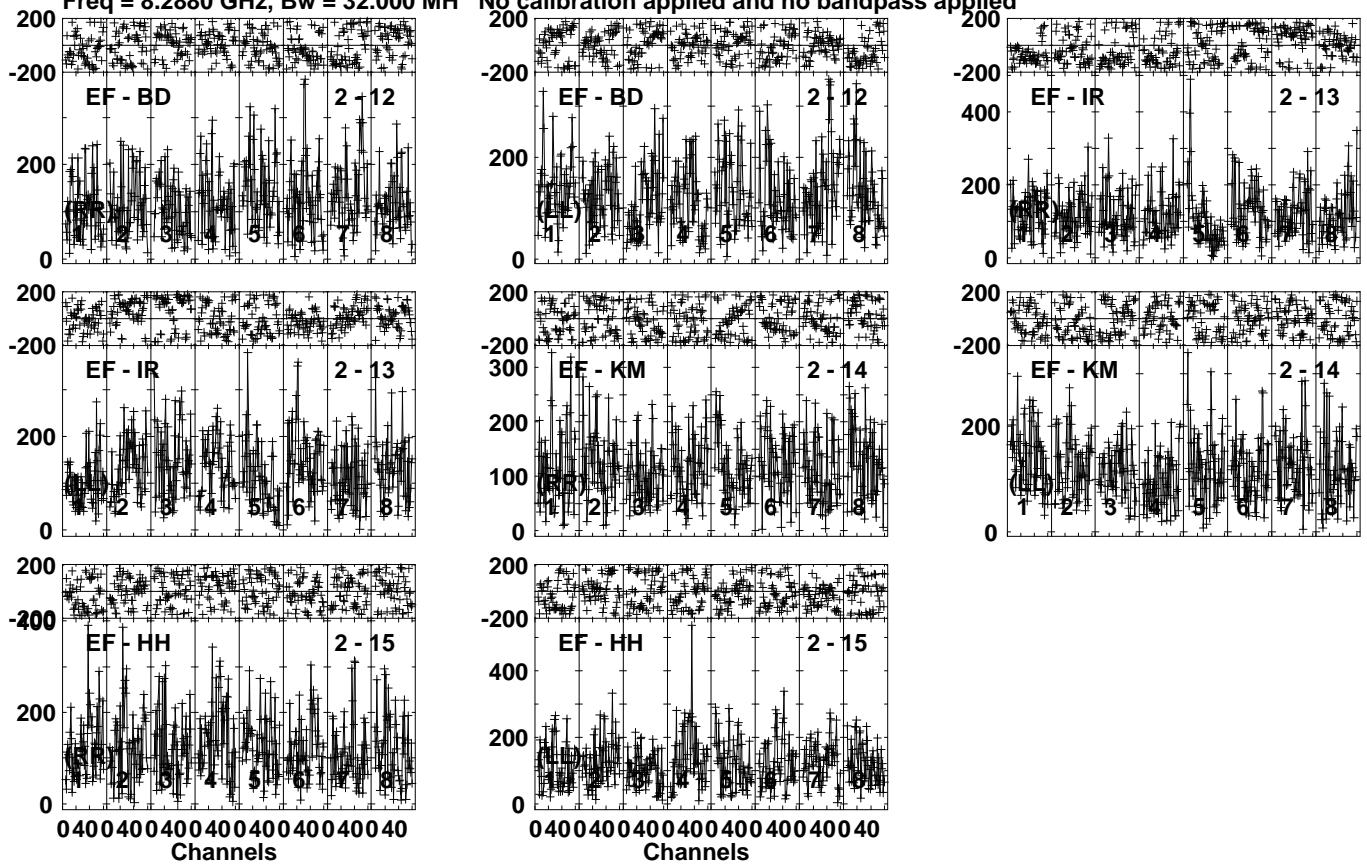 Freq = 8.2880 GHz, Bw = 32.000 MH No calibration applied and no bandpass applied
200
-200
EF - BD 2 - 12
200
(RR)
1 2 3 4 5 6 7 8
0
200
-200
EF - BD 2 - 12
200
(LL)
1 2 3 4 5 6 7 8
0
200
-200
EF - IR 2 - 13
400
200
(RR)
1 2 3 4 5 6 7 8
0
200
-200
EF - IR 2 - 13
200
(LL)
1 2 3 4 5 6 7 8
0
200
-200
300
EF - KM 2 - 14
200
100
(RR)
1 2 3 4 5 6 7 8
0
200
-200
EF - KM 2 - 14
200
(LL)
1 2 3 4 5 6 7 8
0
200
-200
400
EF - HH 2 - 15
200
(RR)
1 2 3 4 5 6 7 8
0
0 40 0 40 0 40 0 40 0 40 0 40 0 40 0 40
Channels
200
-200
EF - HH 2 - 15
400
200
(LL)
1 2 3 4 5 6 7 8
0
0 40 0 40 0 40 0 40 0 40 0 40 0 40 0 40
Channels